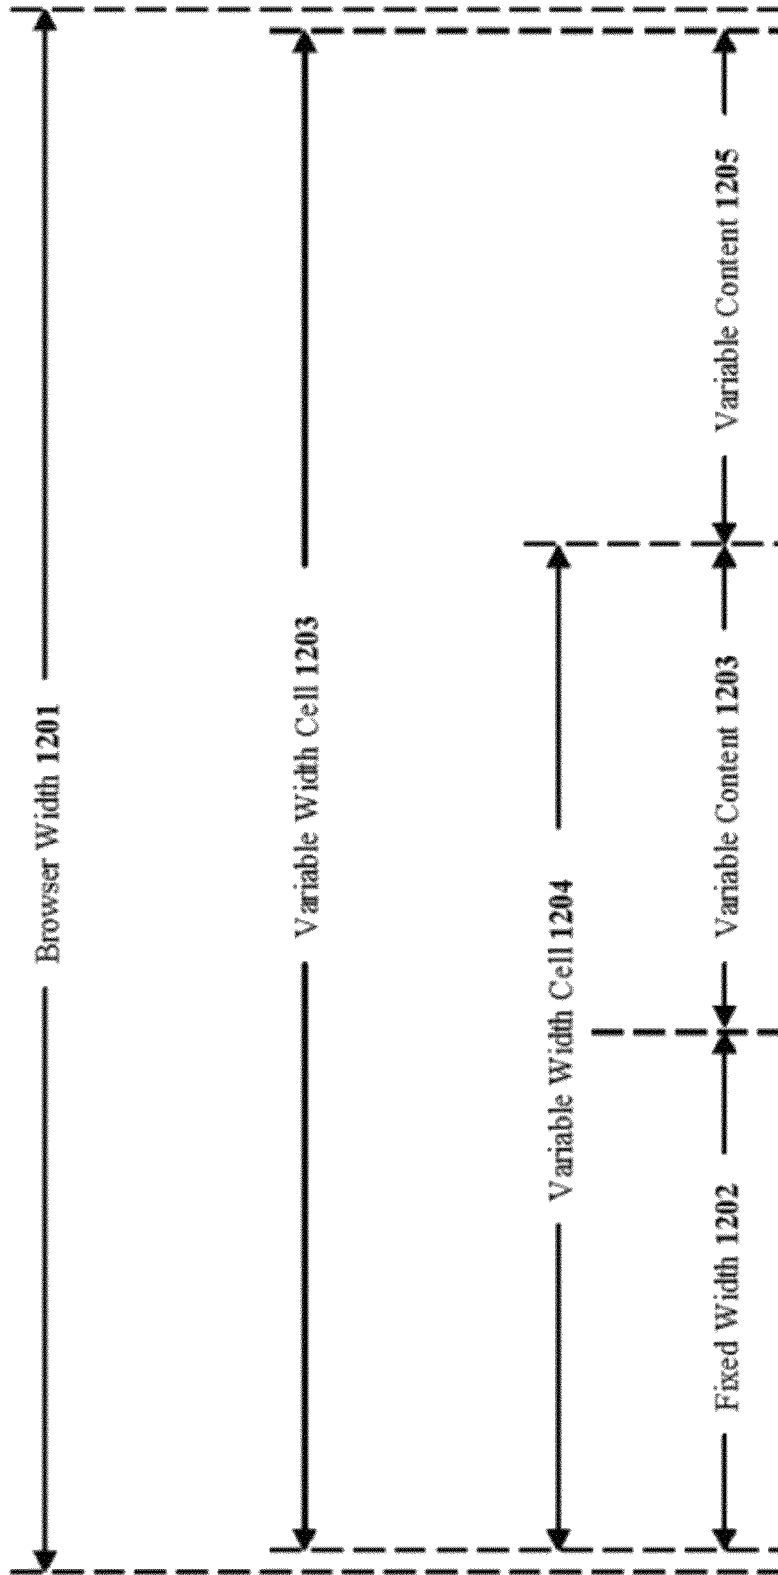 Browser Width 1201
Variable Width Cell 1203
Variable Width Cell 1204
Fixed Width 1202
Variable Content 1203
Variable Content 1205